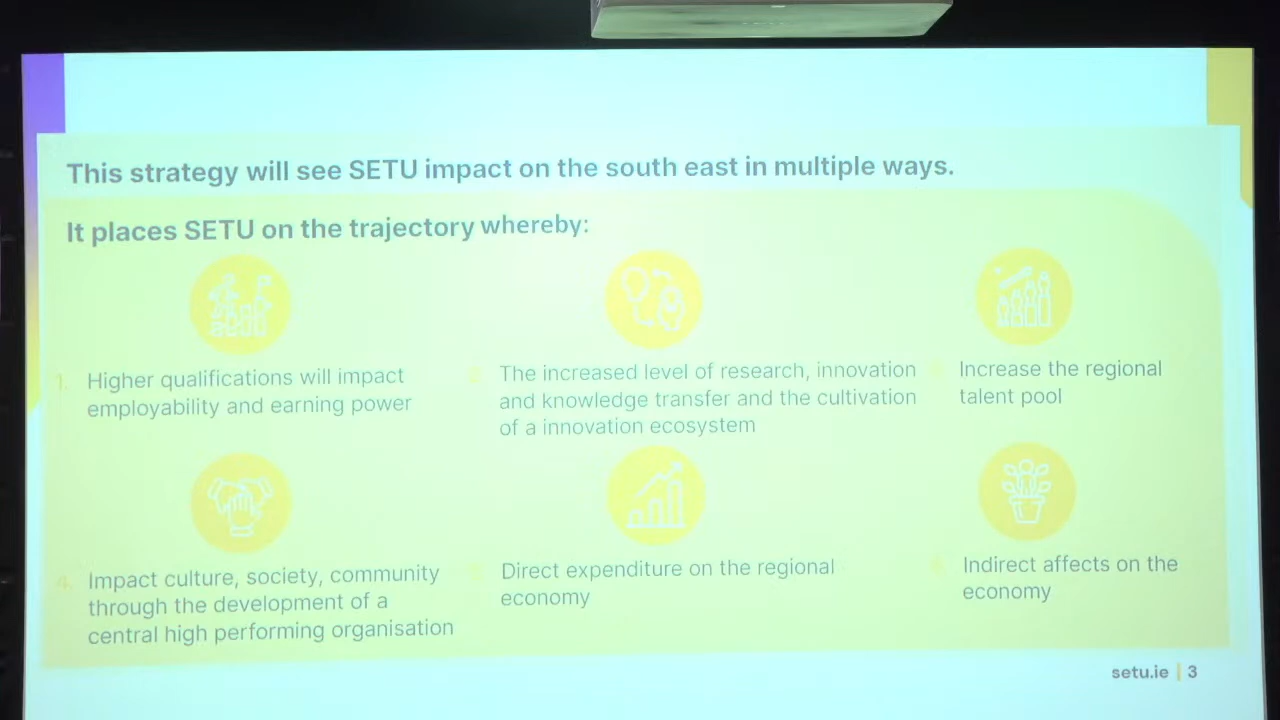 This strategy will see SETU impact on the south east in multiple ways.
It places SETU on the trajectory whereby:
1. Higher qualifications will impact
employability and earning power
2. The increased level of research, innovation
and knowledge transfer and the cultivation
of a innovation ecosystem
Increase the regional
talent pool
4. Impact culture, society, community
through the development of a
central high performing organisation
Direct expenditure on the regional
economy
Indirect affects on the
economy
setu.ie | 3